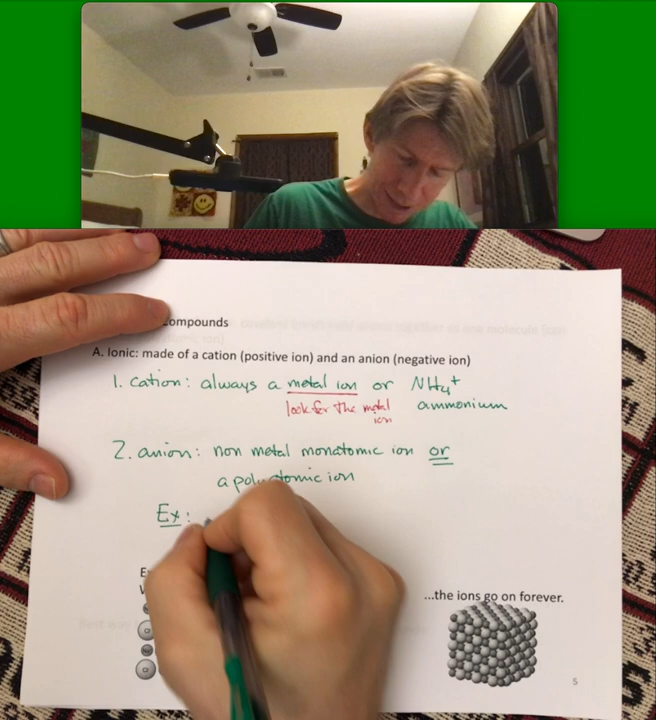 compounds
A. Ionic: made of a cation (positive ion) and an anion (negative ion)
1. cation: always a metal ion or NH4+
look for the metal ion ammonium
2. anion: non metal monatomic ion or
a polyatomic ion
Ex:
...the ions go on forever.
5